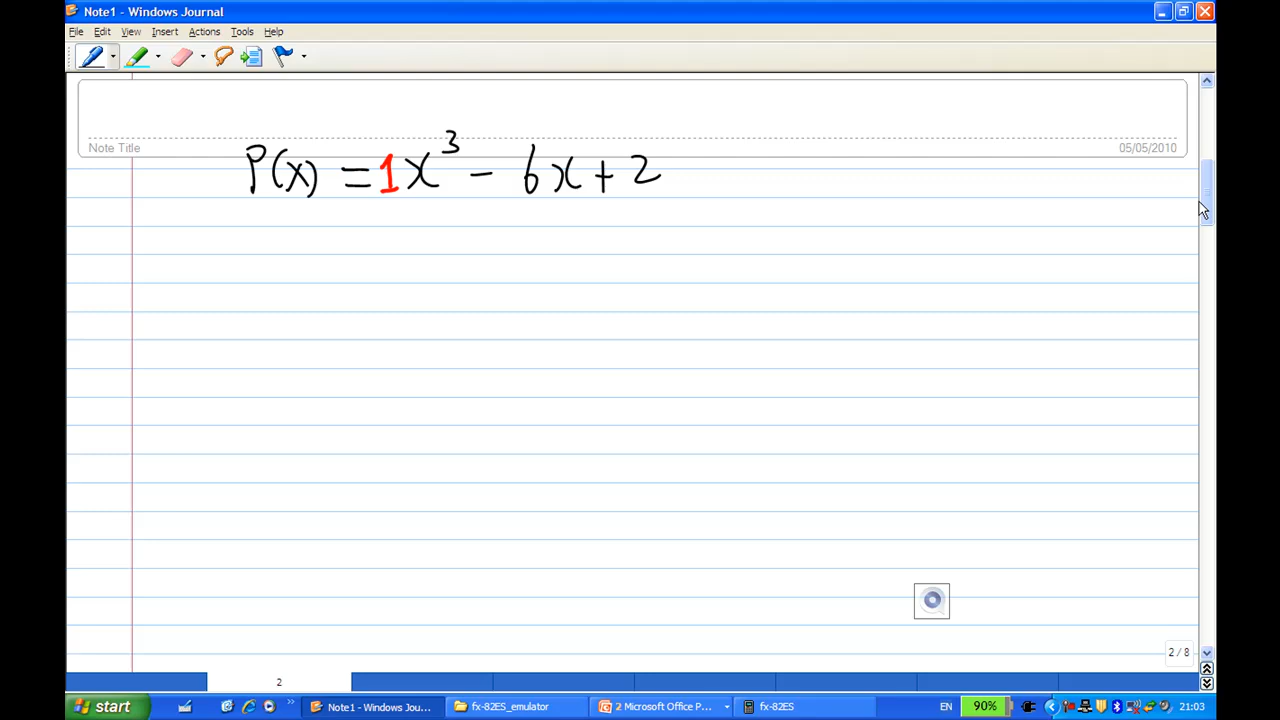 Note1 - Windows Journal
File Edit View Insert Actions Tools Help
P(x) = 1x³ - 6x + 2
Note Title
05/05/2010
2 / 8
2
start Note1 - Windows Jour... fx-82ES_emulator 2 Microsoft Office P... fx-82ES EN 90% 21:03